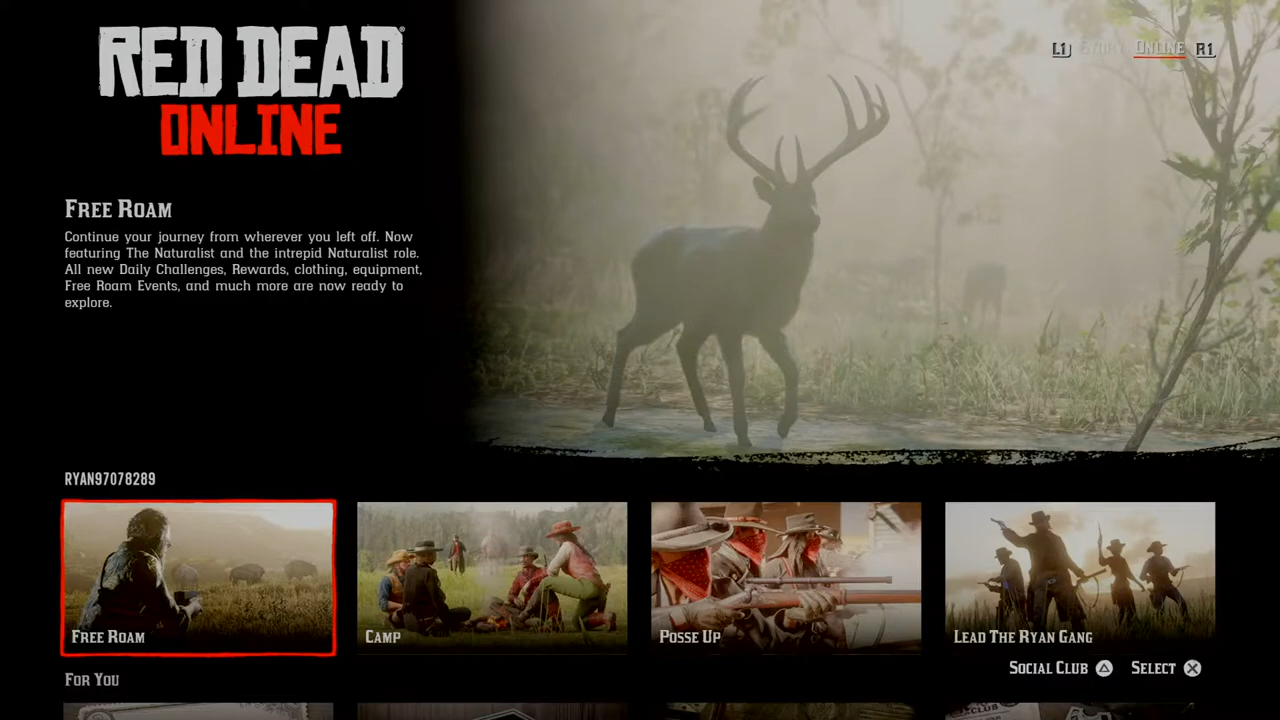 RED DEAD
ONLINE
L1 STORY ONLINE R1
FREE ROAM
Continue your journey from wherever you left off. Now
featuring The Naturalist and the intrepid Naturalist role.
All new Daily Challenges, Rewards, clothing, equipment,
Free Roam Events, and much more are now ready to
explore.
RYAN97078289
FREE ROAM
CAMP
POSSE UP
LEAD THE RYAN GANG
SOCIAL CLUB
SELECT
FOR YOU
CLUB